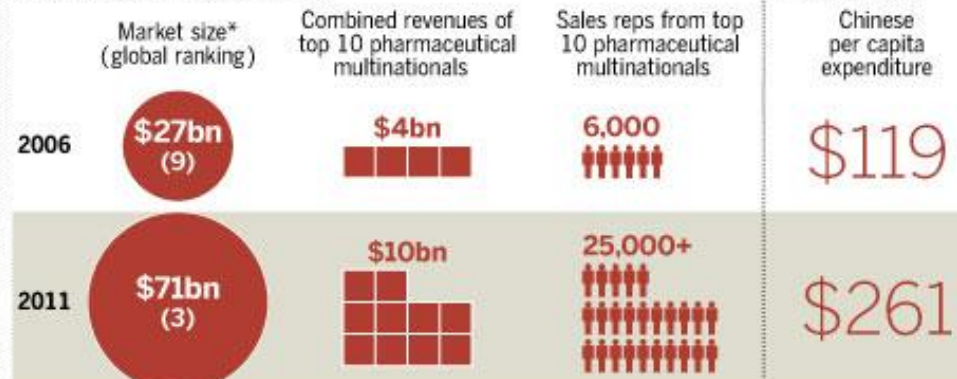 Market size*
(global ranking)
Combined revenues of
top 10 pharmaceutical
multinationals
Sales reps from top
10 pharmaceutical
multinationals
Chinese
per capita
expenditure
2006
$27bn
(9)
$4bn
6,000
$119
2011
$71bn
(3)
$10bn
25,000+
$261